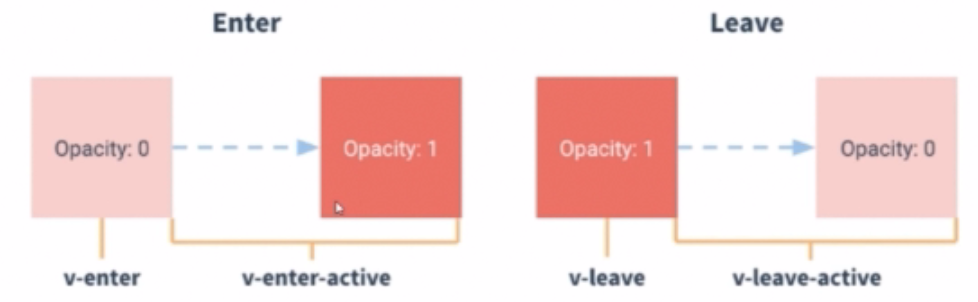 Enter
Leave
Opacity: 0
Opacity: 1
Opacity: 1
Opacity: 0
v-enter
v-enter-active
v-leave
v-leave-active